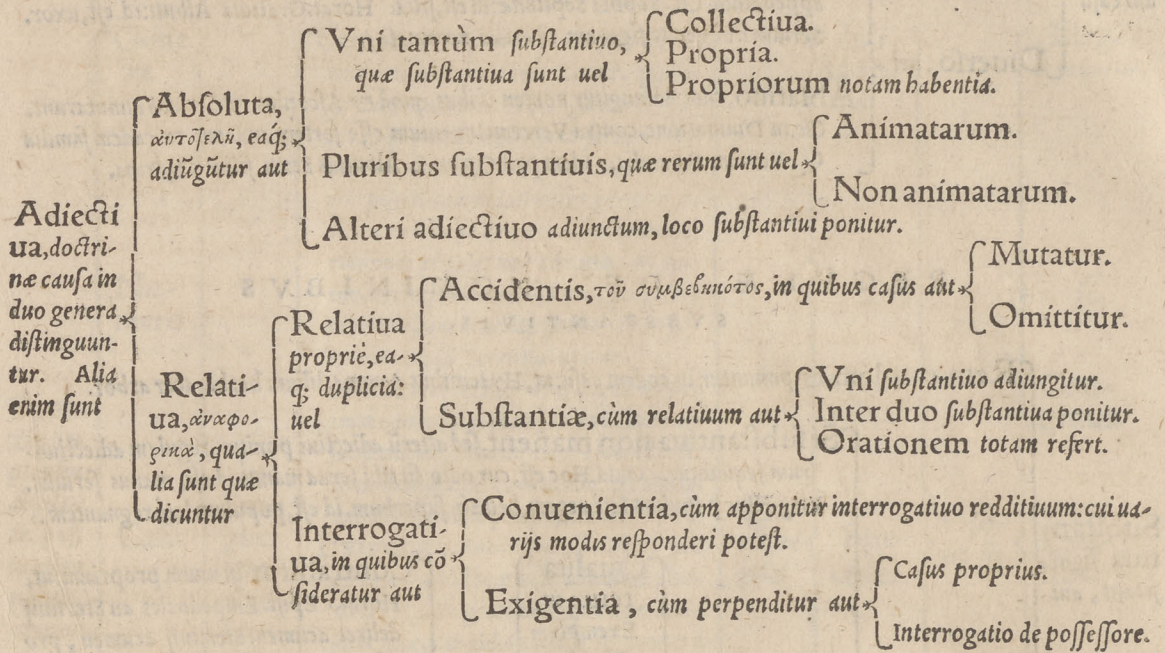 Adiecti
ua, doctri-
næ causa in
duo genera
distinguun-
tur. Alia
enim sunt
Absoluta,
αὐτοτελῆ, eaq́;
adiũgũtur aut
Vni tantùm substantiuo,
quæ substantiua sunt uel
Collectiua.
Propria.
Propriorum notam habentia.
Pluribus substantiuis, quæ rerum sunt uel
Animatarum.
Non animatarum.
Alteri adiectiuo adiunctum, loco substantiui ponitur.
Relati-
ua, ἀναφο-
ρικὰ, qua-
lia sunt quæ
dicuntur
Relatiua
propriè, ea-
q; duplicia:
uel
Accidentis, τοῦ συμβεβηκότος, in quibus casus aut
Mutatur.
Omittitur.
Substantiæ, cùm relatiuum aut
Vni substantiuo adiungitur.
Inter duo substantiua ponitur.
Orationem totam refert.
Interrogati-
ua, in quibus cõ
sideratur aut
Conuenientia, cùm apponitur interrogatiuo redditiuum: cui ua-
rijs modis responderi potest.
Exigentia, cùm perpenditur aut
Casus proprius.
Interrogatio de possessore.